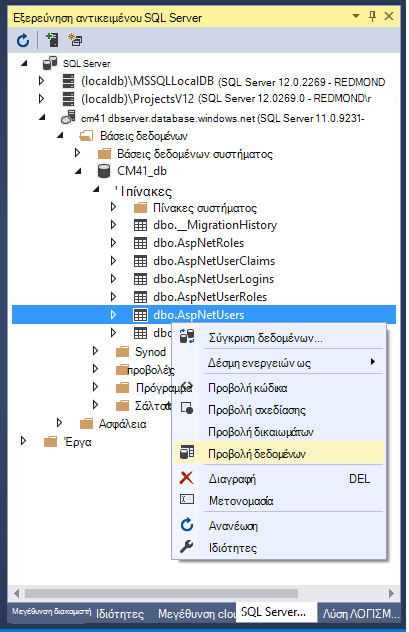 Εξερεύνηση αντικειμένου SQL Server
SQL Server
(localdb)\MSSQLLocalDB (SQL Server 12.0.2269 - REDMOND
(localdb)\ProjectsV12 (SQL Server 12.0269.0 - REDMOND\r
cm41 dbserver.database.windows.net (SQL Server 11.0.9231-
Βάσεις δεδομένων
Βάσεις δεδομένων συστήματος
CM41_db
' Ιπίνακες
Πίνακες συστήματος
dbo.__MigrationHistory
dbo.AspNetRoles
dbo.AspNetUserClaims
dbo.AspNetUserLogins
dbo.AspNetUserRoles
dbo.AspNetUsers
dbo
Synod
προβολές
Πρόγραμμα
Σάλτσα
Ασφάλεια
Έργα
Σύγκριση δεδομένων...
Δέσμη ενεργειών ως
Προβολή κώδικα
Προβολή σχεδίασης
Προβολή δικαιωμάτων
Προβολή δεδομένων
Διαγραφή DEL
Μετονομασία
Ανανέωση
Ιδιότητες
Μεγέθυνση διακομιστή Ιδιότητες Μεγέθυνση clou SQL Server... Λύση ΛΟΓΙΣΜ...